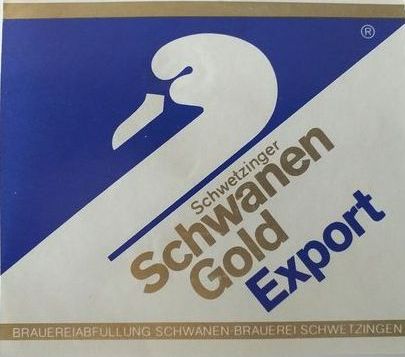 ®
Schwetzinger
Schwanen
Gold
Export
BRAUEREIABFÜLLUNG SCHWANEN-BRAUEREI SCHWETZINGEN